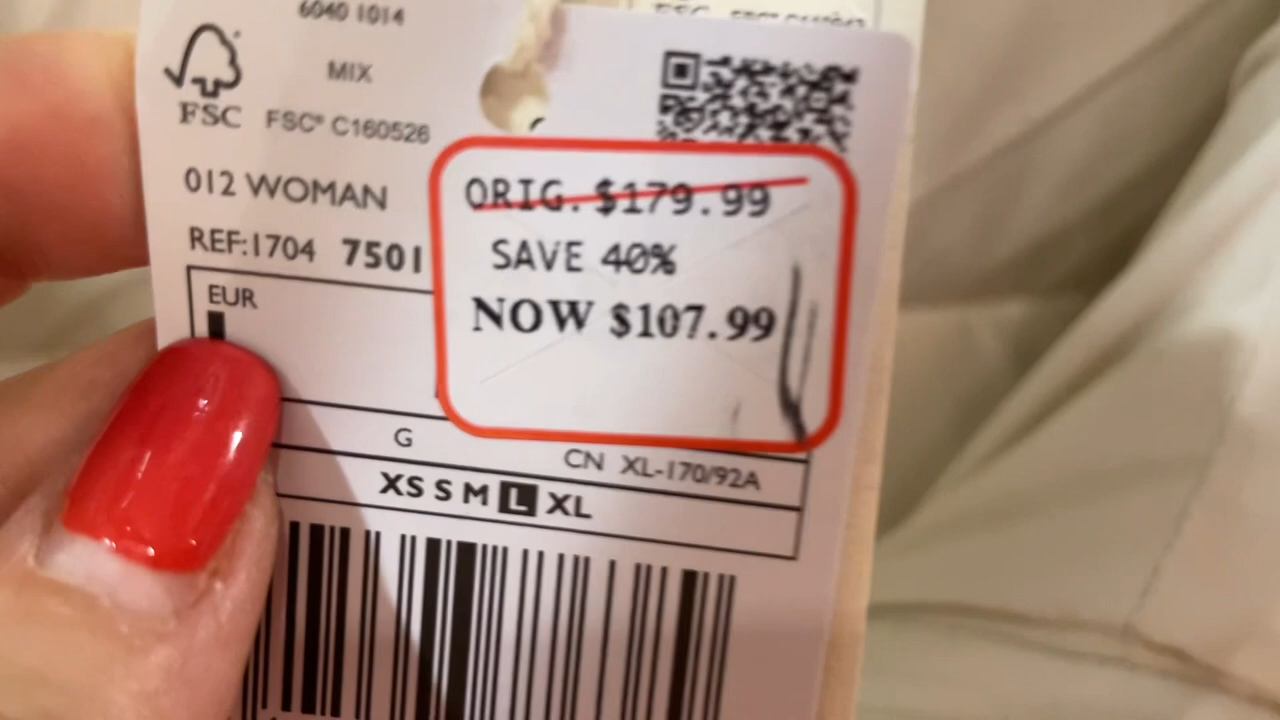 6040 1014
MIX
FSC
FSC® C160526
012 WOMAN
REF:1704 7501
ORIG. $179.99
SAVE 40%
NOW $107.99
EUR
G
CN XL-170/92A
XS S M L XL